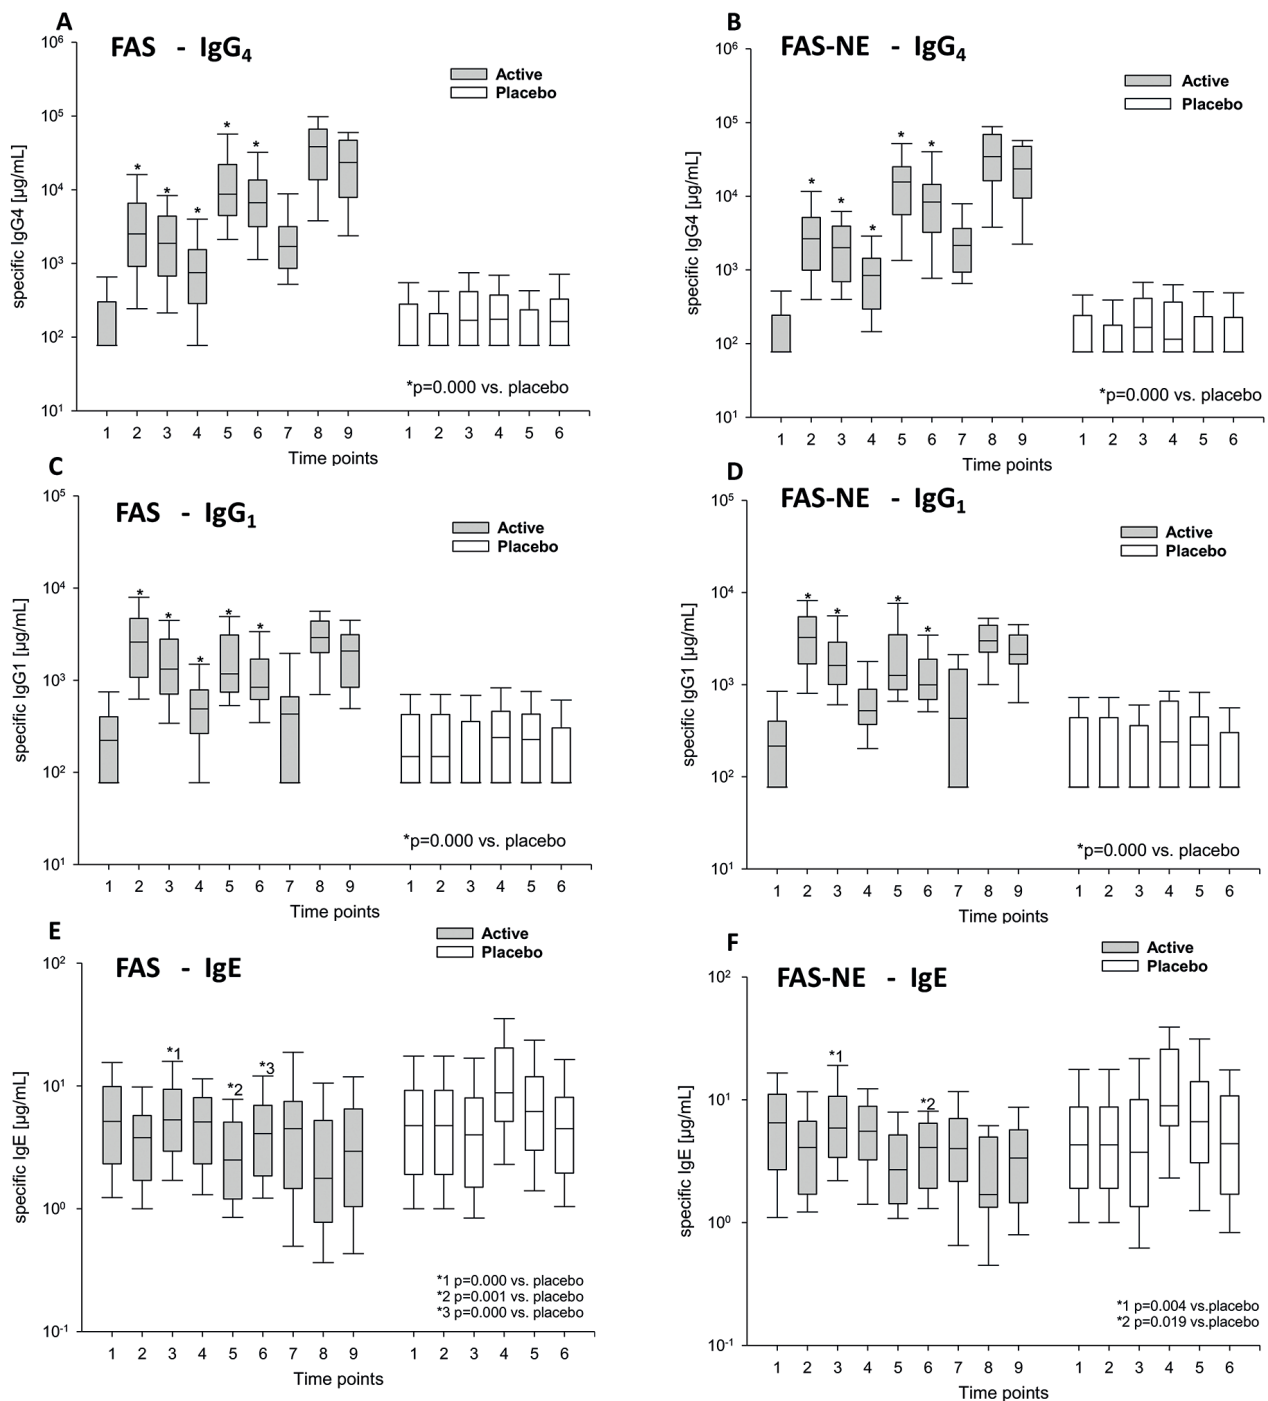 A
FAS - IgG4
10^6
10^5
10^4
10^3
10^2
10^1
specific IgG4 [µg/mL]
Active
Placebo
* * * * *
*p=0.000 vs. placebo
1 2 3 4 5 6 7 8 9 1 2 3 4 5 6
Time points
B
FAS-NE - IgG4
10^6
10^5
10^4
10^3
10^2
10^1
specific IgG4 [µg/mL]
Active
Placebo
* * * * *
*p=0.000 vs. placebo
1 2 3 4 5 6 7 8 9 1 2 3 4 5 6
Time points
C
FAS - IgG1
10^5
10^4
10^3
10^2
10^1
specific IgG1 [µg/mL]
Active
Placebo
* * * * *
*p=0.000 vs. placebo
1 2 3 4 5 6 7 8 9 1 2 3 4 5 6
Time points
D
FAS-NE - IgG1
10^5
10^4
10^3
10^2
10^1
specific IgG1 [µg/mL]
Active
Placebo
* * * *
*p=0.000 vs. placebo
1 2 3 4 5 6 7 8 9 1 2 3 4 5 6
Time points
E
FAS - IgE
10^2
10^1
10^0
10^-1
specific IgE [µg/mL]
Active
Placebo
*1 *2 *3
*1 p=0.000 vs. placebo
*2 p=0.001 vs. placebo
*3 p=0.000 vs. placebo
1 2 3 4 5 6 7 8 9 1 2 3 4 5 6
Time points
F
FAS-NE - IgE
10^2
10^1
10^0
10^-1
specific IgE [µg/mL]
Active
Placebo
*1 *2
*1 p=0.004 vs.placebo
*2 p=0.019 vs.placebo
1 2 3 4 5 6 7 8 9 1 2 3 4 5 6
Time points